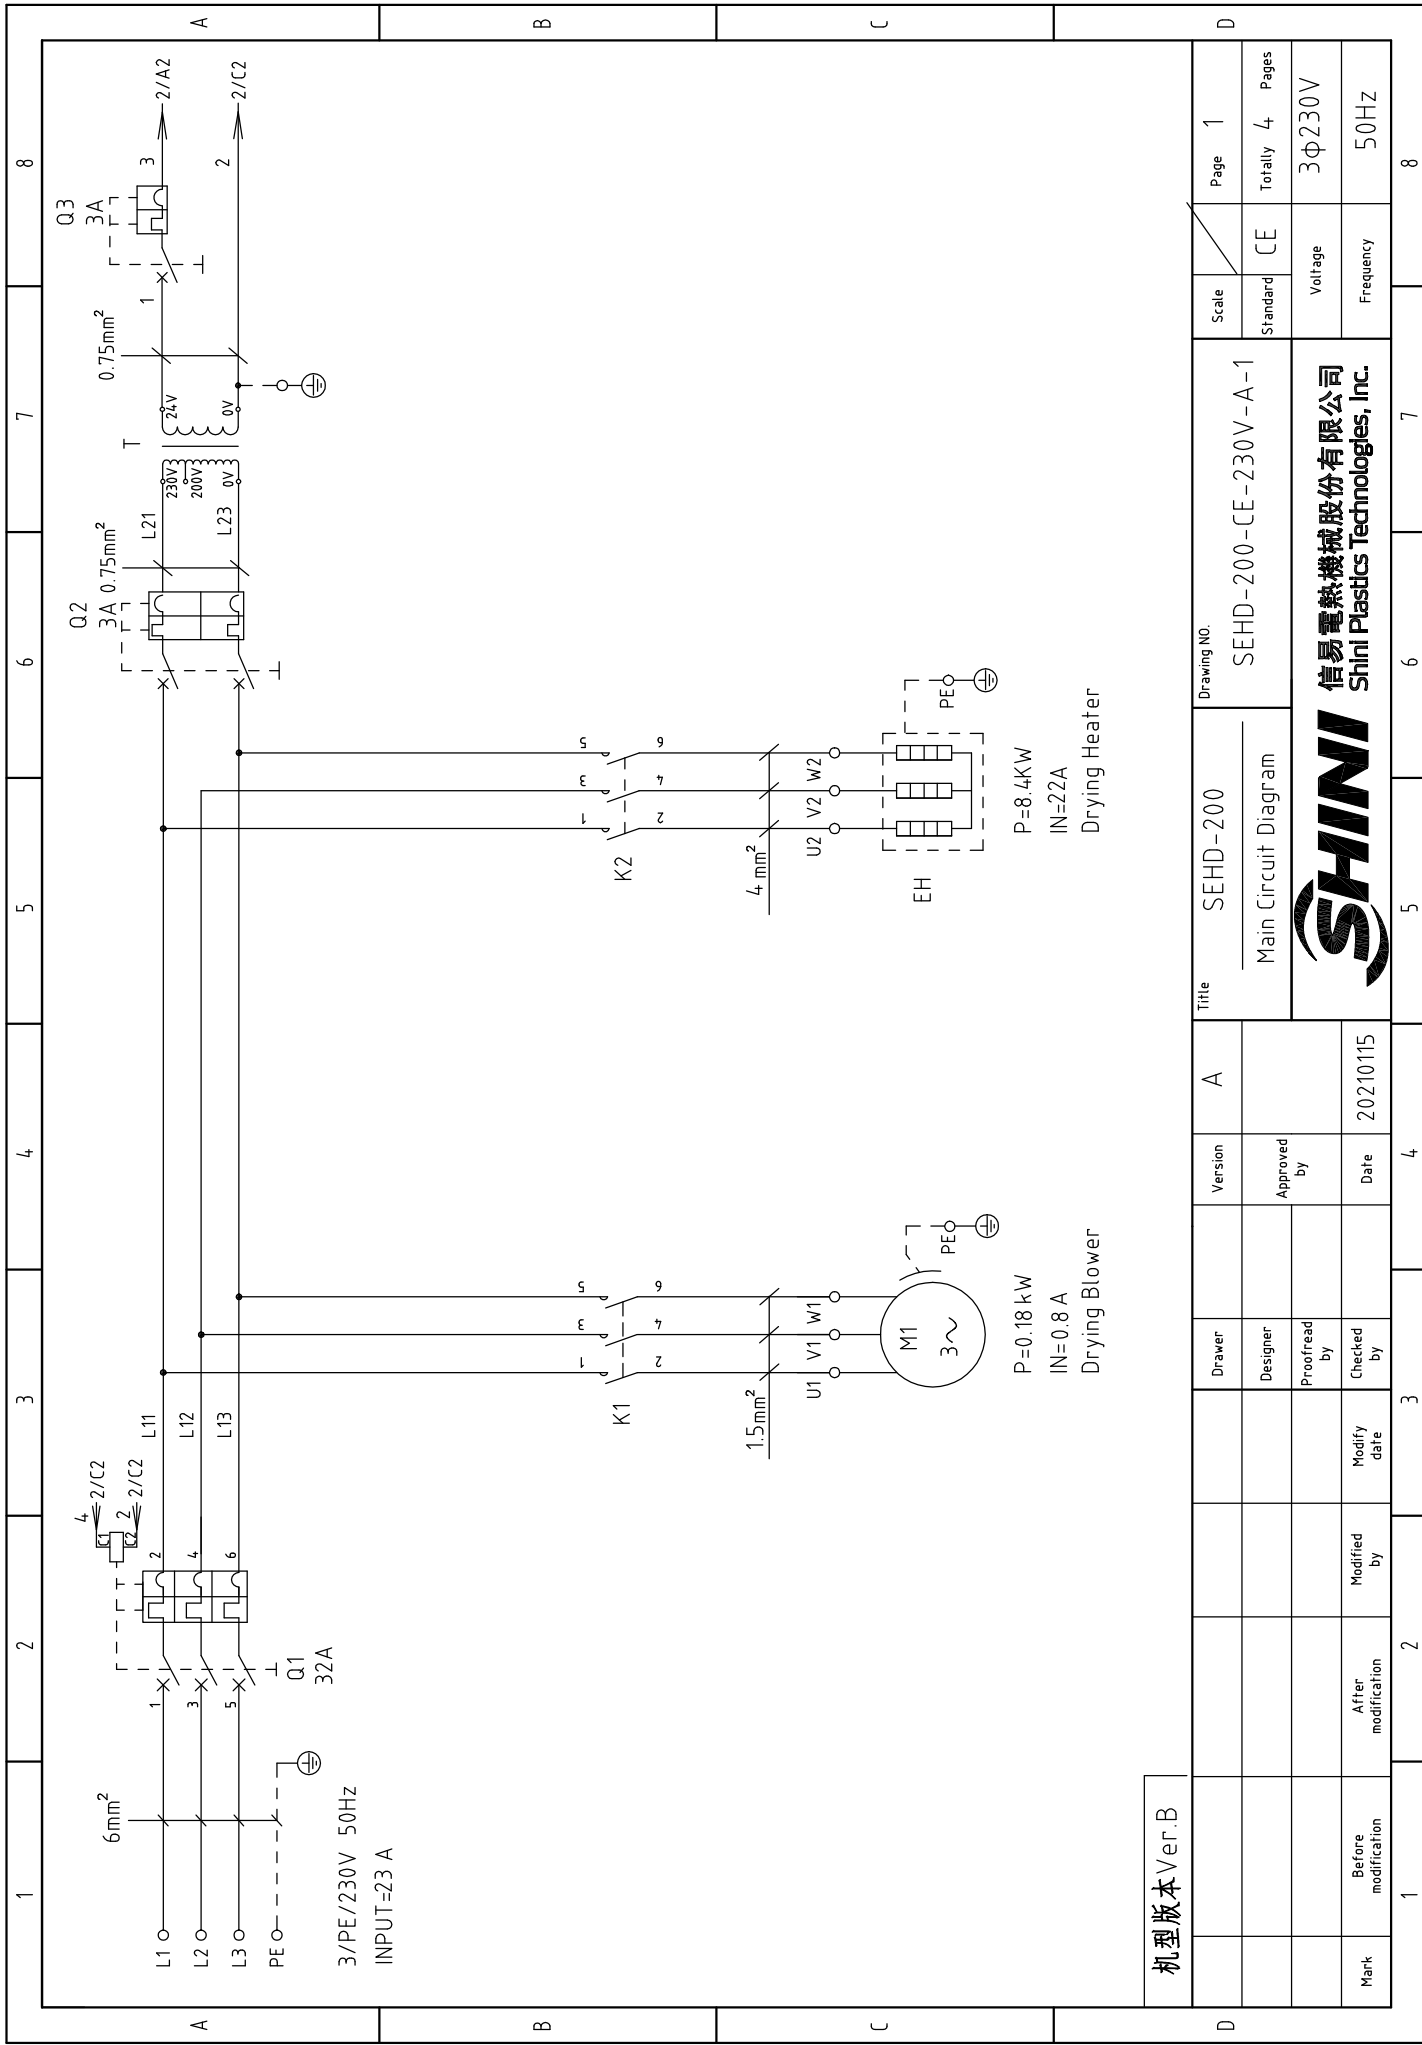 1 2 3 4 5 6 7 8
A
B
C
D
L1
L2
L3
PE
6mm²
3/PE/230V 50Hz
INPUT=23 A
1
3
5
2
4
6
Q1
32A
C1
C2
4
2/C2
2
2/C2
L11
L12
L13
1 3 5
2 4 6
K1
1.5mm²
U1 V1 W1
M1
3～
PE
P=0.18 kW
IN=0.8 A
Drying Blower
1 3 5
2 4 6
K2
4 mm²
U2 V2 W2
EH
PE
P=8.4KW
IN=22A
Drying Heater
Q2
3A
0.75mm²
L21
L23
T
230V
200V
0V
24V
0V
0.75mm²
1
Q3
3A
3
2/A2
2
2/C2
机型版本Ver.B
Mark
Before
modification
After
modification
Modified
by
Modify
date
Drawer
Designer
Proofread
by
Checked
by
Version
A
Approved
by
Date
20210115
Title
SEHD-200
Main Circuit Diagram
Drawing NO.
SEHD-200-CE-230V-A-1
SHINI
信易電熱機械股份有限公司
Shini Plastics Technologies, Inc.
Scale
Page 1
Standard
CE
Totally 4 Pages
Voltage
3Φ230V
Frequency
50HZ
A
B
C
D
1 2 3 4 5 6 7 8